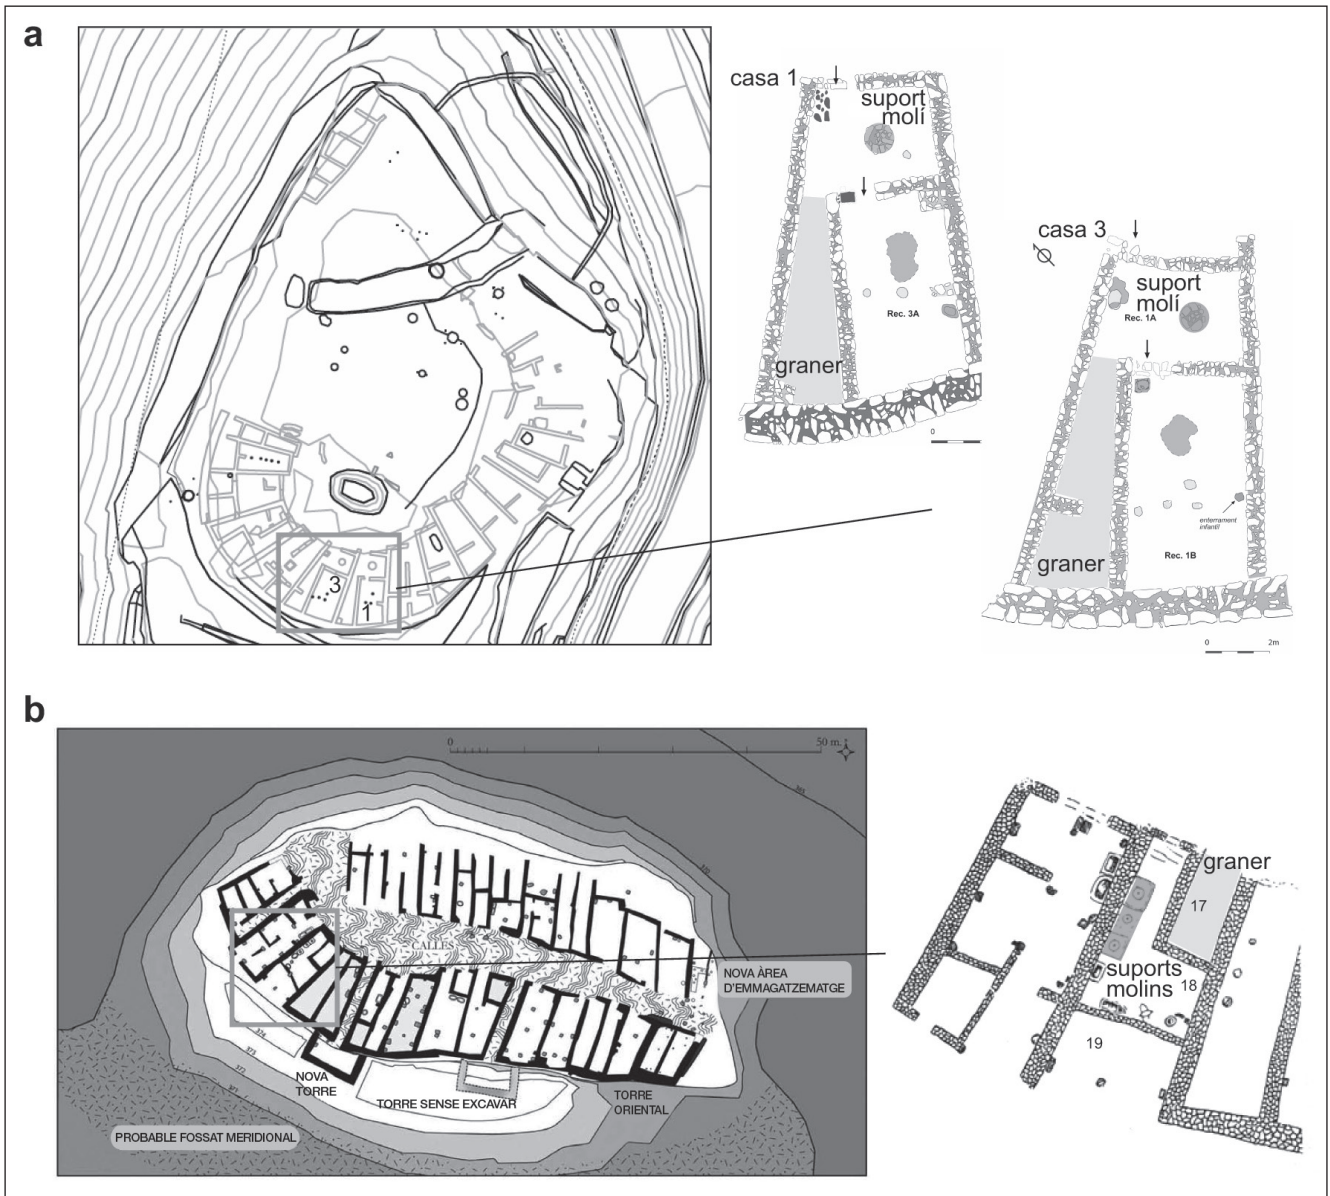 a
casa 1
suport
molí
Rec. 3A
graner
0
casa 3
suport
molí
Rec. 1A
enterrament
infantil
Rec. 1B
graner
0 2m
3
1
b
0 50 m.
CALLES
NOVA ÀREA
D'EMMAGATZEMATGE
NOVA
TORRE
TORRE SENSE EXCAVAR
TORRE
ORIENTAL
PROBABLE FOSSAT MERIDIONAL
graner
17
suports
molins
18
19